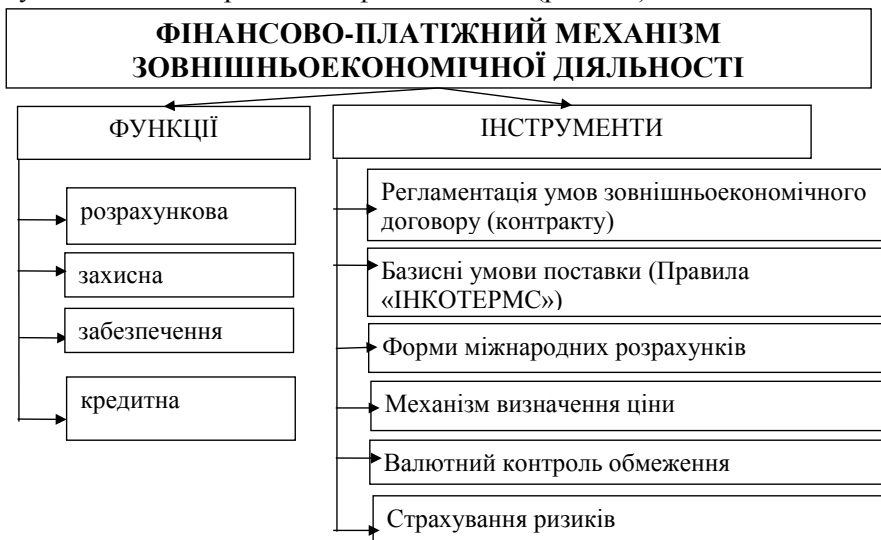 ФІНАНСОВО-ПЛАТІЖНИЙ МЕХАНІЗМ
ЗОВНІШНЬОЕКОНОМІЧНОЇ ДІЯЛЬНОСТІ
ФУНКЦІЇ
розрахункова
захисна
забезпечення
кредитна
ІНСТРУМЕНТИ
Регламентація умов зовнішньоекономічного
договору (контракту)
Базисні умови поставки (Правила
«ІНКОТЕРМС»)
Форми міжнародних розрахунків
Механізм визначення ціни
Валютний контроль обмеження
Страхування ризиків